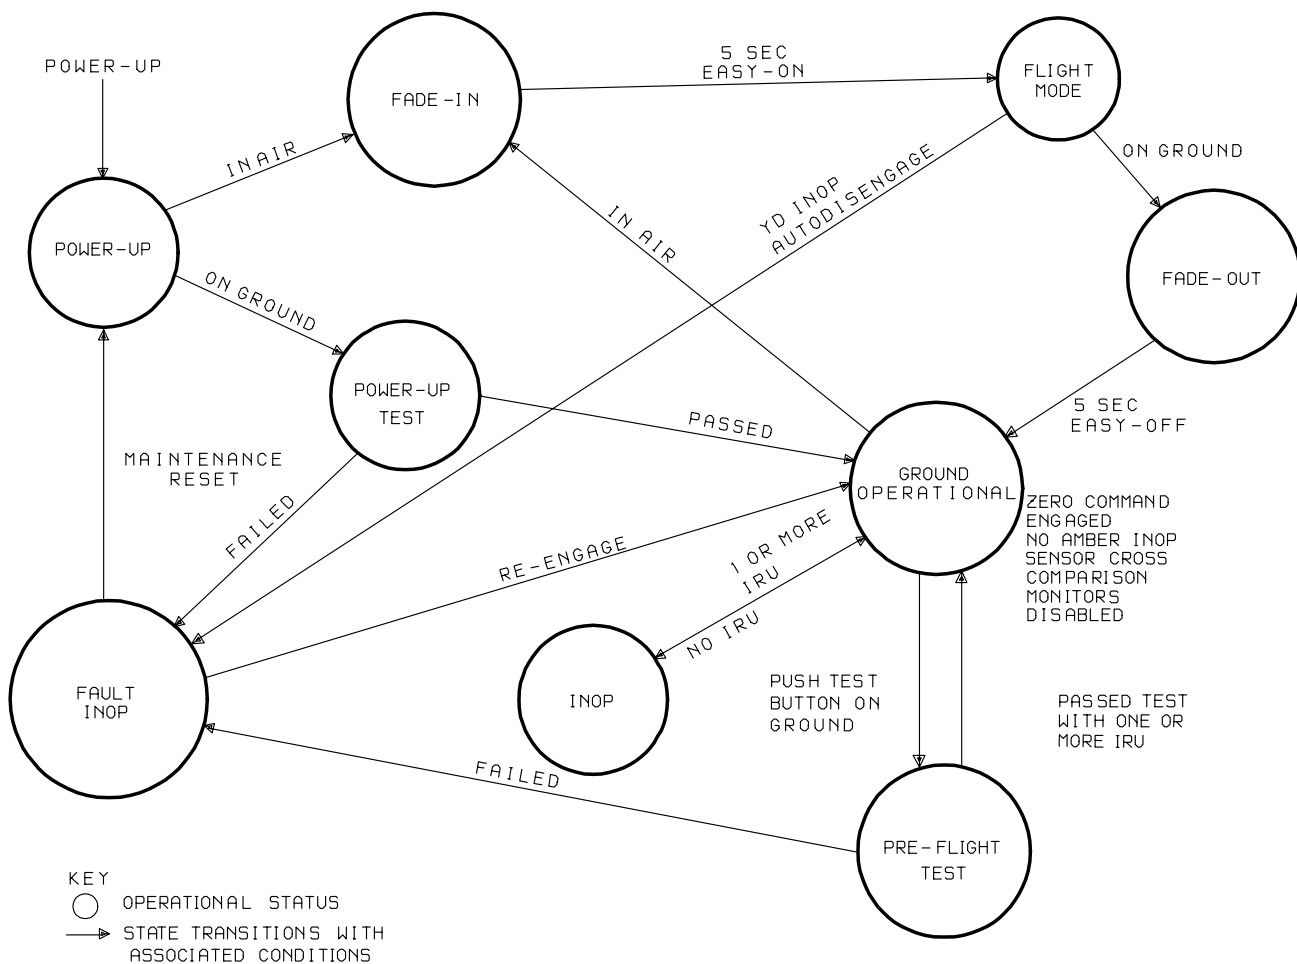 POWER-UP
5 SEC
EASY-ON
FLIGHT
MODE
FADE-IN
IN AIR
ON GROUND
POWER-UP
IN AIR
YD INOP
AUTODISENGAGE
FADE-OUT
ON GROUND
POWER-UP
TEST
PASSED
5 SEC
EASY-OFF
MAINTENANCE
RESET
GROUND
OPERATIONAL
ZERO COMMAND
ENGAGED
NO AMBER INOP
SENSOR CROSS
COMPARISON
MONITORS
DISABLED
FAILED
RE-ENGAGE
1 OR MORE
IRU
NO IRU
FAULT
INOP
INOP
PUSH TEST
BUTTON ON
GROUND
PASSED TEST
WITH ONE OR
MORE IRU
FAILED
PRE-FLIGHT
TEST
KEY
OPERATIONAL STATUS
STATE TRANSITIONS WITH
ASSOCIATED CONDITIONS